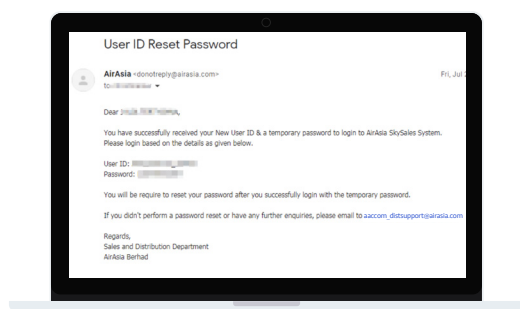 User ID Reset Password
AirAsia <donotreply@airasia.com>
Fri, Jul
to
Dear
You have successfully received your New User ID & a temporary password to login to AirAsia SkySales System.
Please login based on the details as given below.
User ID:
Password:
You will be require to reset your password after you successfully login with the temporary password.
If you didn't perform a password reset or have any further enquiries, please email to aaccom_distsupport@airasia.com
Regards,
Sales and Distribution Department
AirAsia Berhad